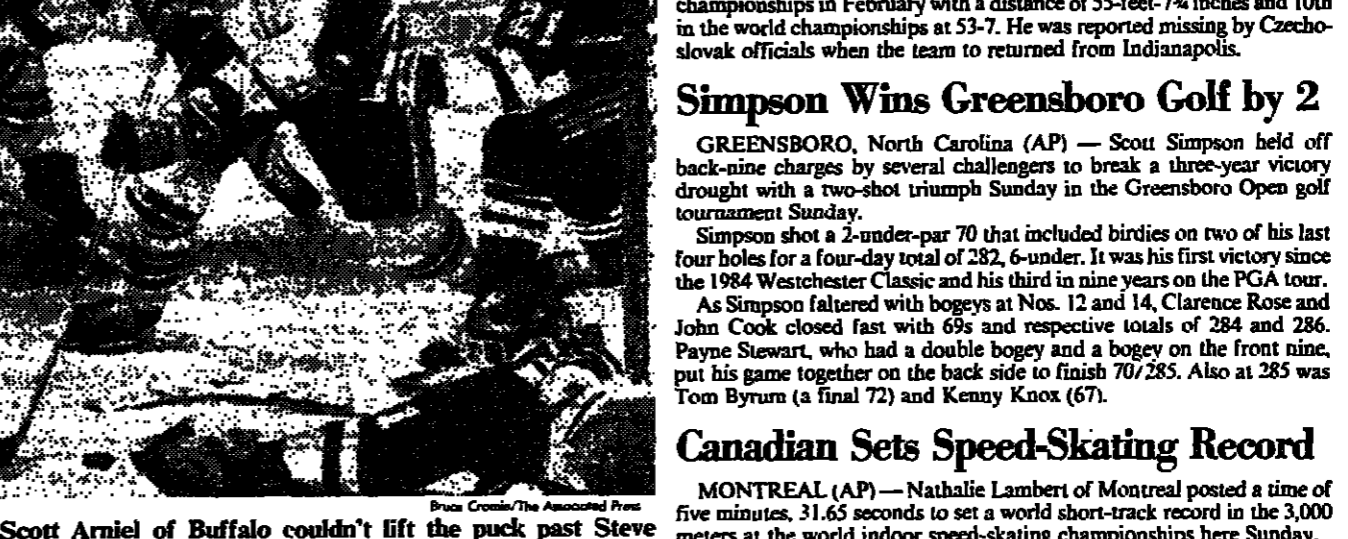 Bruce Cromie/The Associated Press
Scott Arniel of Buffalo couldn't lift the puck past Steve
championships in February with a distance of 55-feet-7¾ inches and 10th
in the world championships at 53-7. He was reported missing by Czecho-
slovak officials when the team to returned from Indianapolis.
Simpson Wins Greensboro Golf by 2
GREENSBORO, North Carolina (AP) — Scott Simpson held off
back-nine charges by several challengers to break a three-year victory
drought with a two-shot triumph Sunday in the Greensboro Open golf
tournament Sunday.
Simpson shot a 2-under-par 70 that included birdies on two of his last
four holes for a four-day total of 282, 6-under. It was his first victory since
the 1984 Westchester Classic and his third in nine years on the PGA tour.
As Simpson faltered with bogeys at Nos. 12 and 14, Clarence Rose and
John Cook closed fast with 69s and respective totals of 284 and 286.
Payne Stewart, who had a double bogey and a bogey on the front nine,
put his game together on the back side to finish 70/285. Also at 285 was
Tom Byrum (a final 72) and Kenny Knox (67).
Canadian Sets Speed-Skating Record
MONTREAL (AP) — Nathalie Lambert of Montreal posted a time of
five minutes, 31.65 seconds to set a world short-track record in the 3,000
meters at the world indoor speed-skating championships here Sunday.